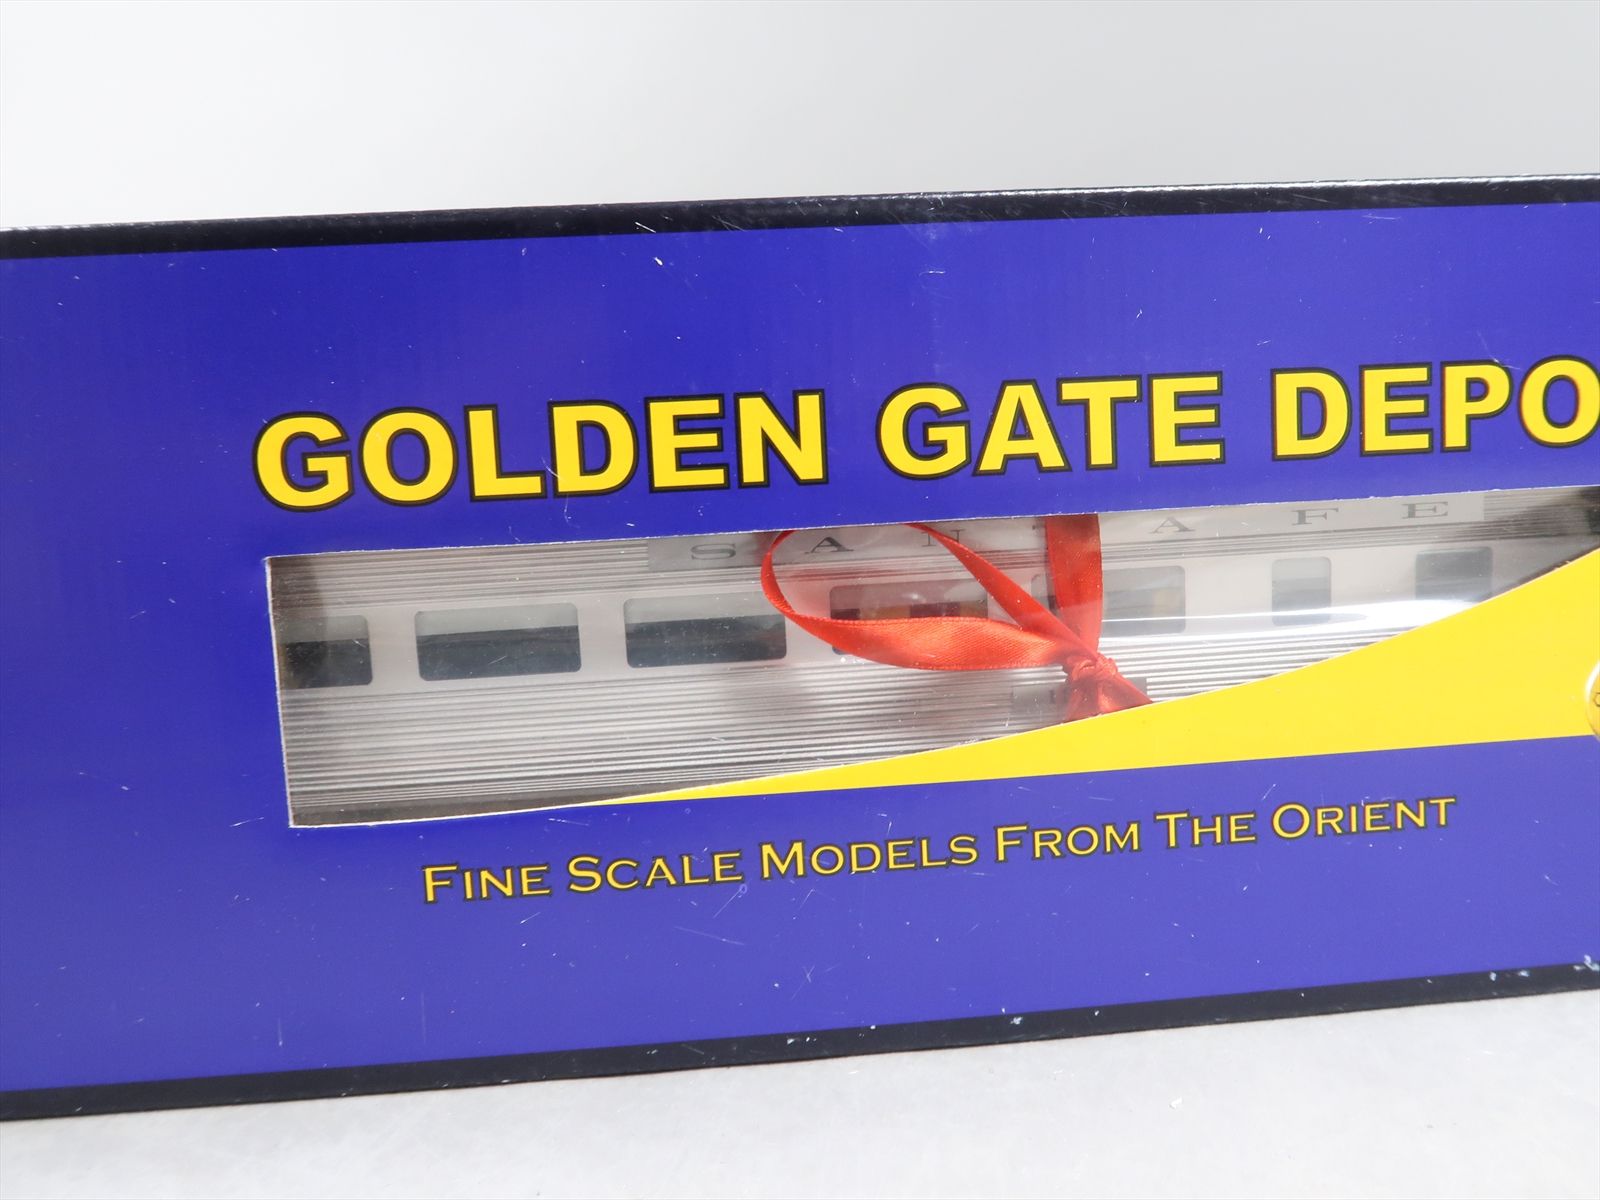 GOLDEN GATE DEPO
SANTA FE
FINE SCALE MODELS FROM THE ORIENT